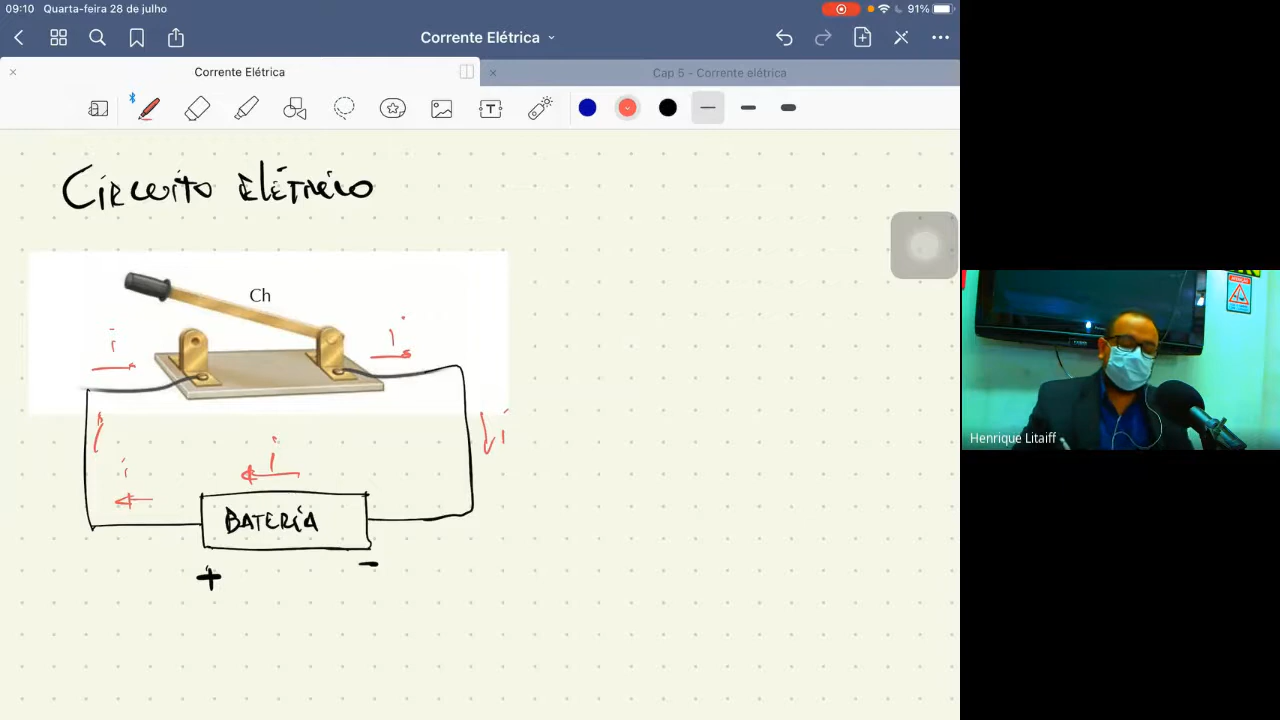 09:10 Quarta-feira 28 de julho
91%
Corrente Elétrica
Corrente Elétrica
Cap 5 - Corrente elétrica
T
Circuito Elétrico
Ch
i
i
i
i
i
BATERIA
+
-
Henrique Litaiff